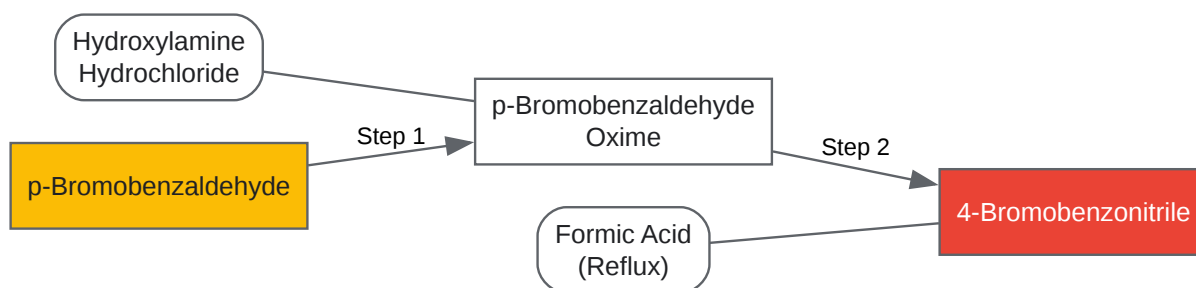 Hydroxylamine
Hydrochloride
p-Bromobenzaldehyde
Step 1
p-Bromobenzaldehyde
Oxime
Step 2
Formic Acid
(Reflux)
4-Bromobenzonitrile